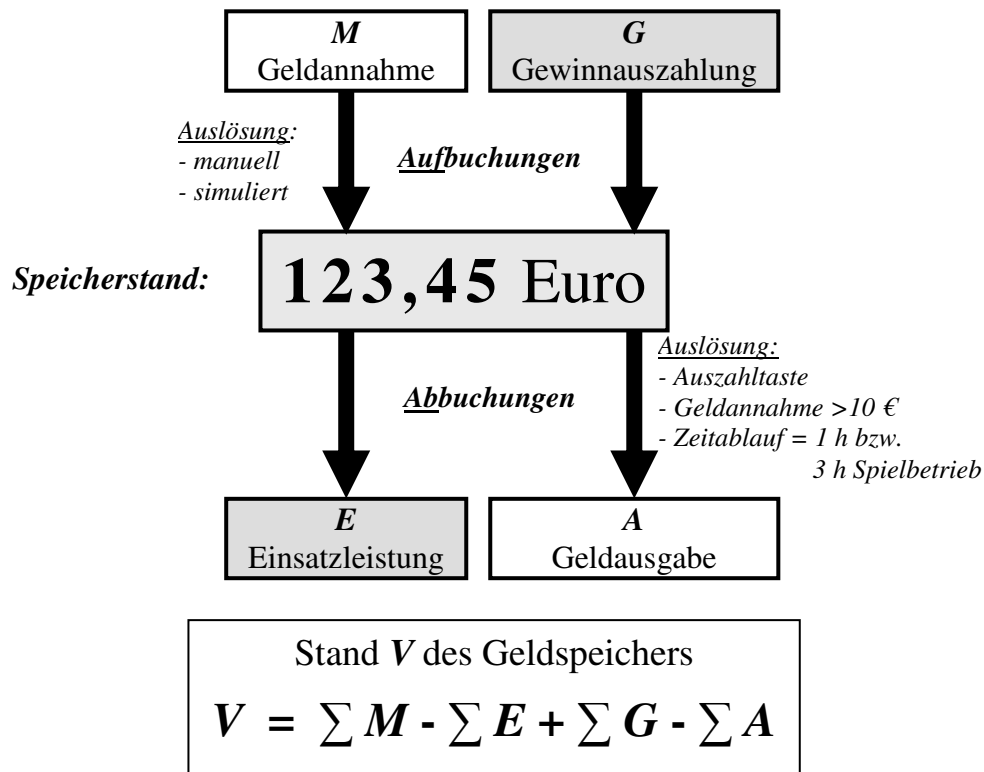 M
Geldannahme
G
Gewinnauszahlung
Auslösung:
- manuell
- simuliert
Aufbuchungen
Speicherstand:
123,45 Euro
Abbuchungen
Auslösung:
- Auszahltaste
- Geldannahme >10 €
- Zeitablauf = 1 h bzw.
3 h Spielbetrieb
E
Einsatzleistung
A
Geldausgabe
Stand V des Geldspeichers
V = ∑ M - ∑ E + ∑ G - ∑ A